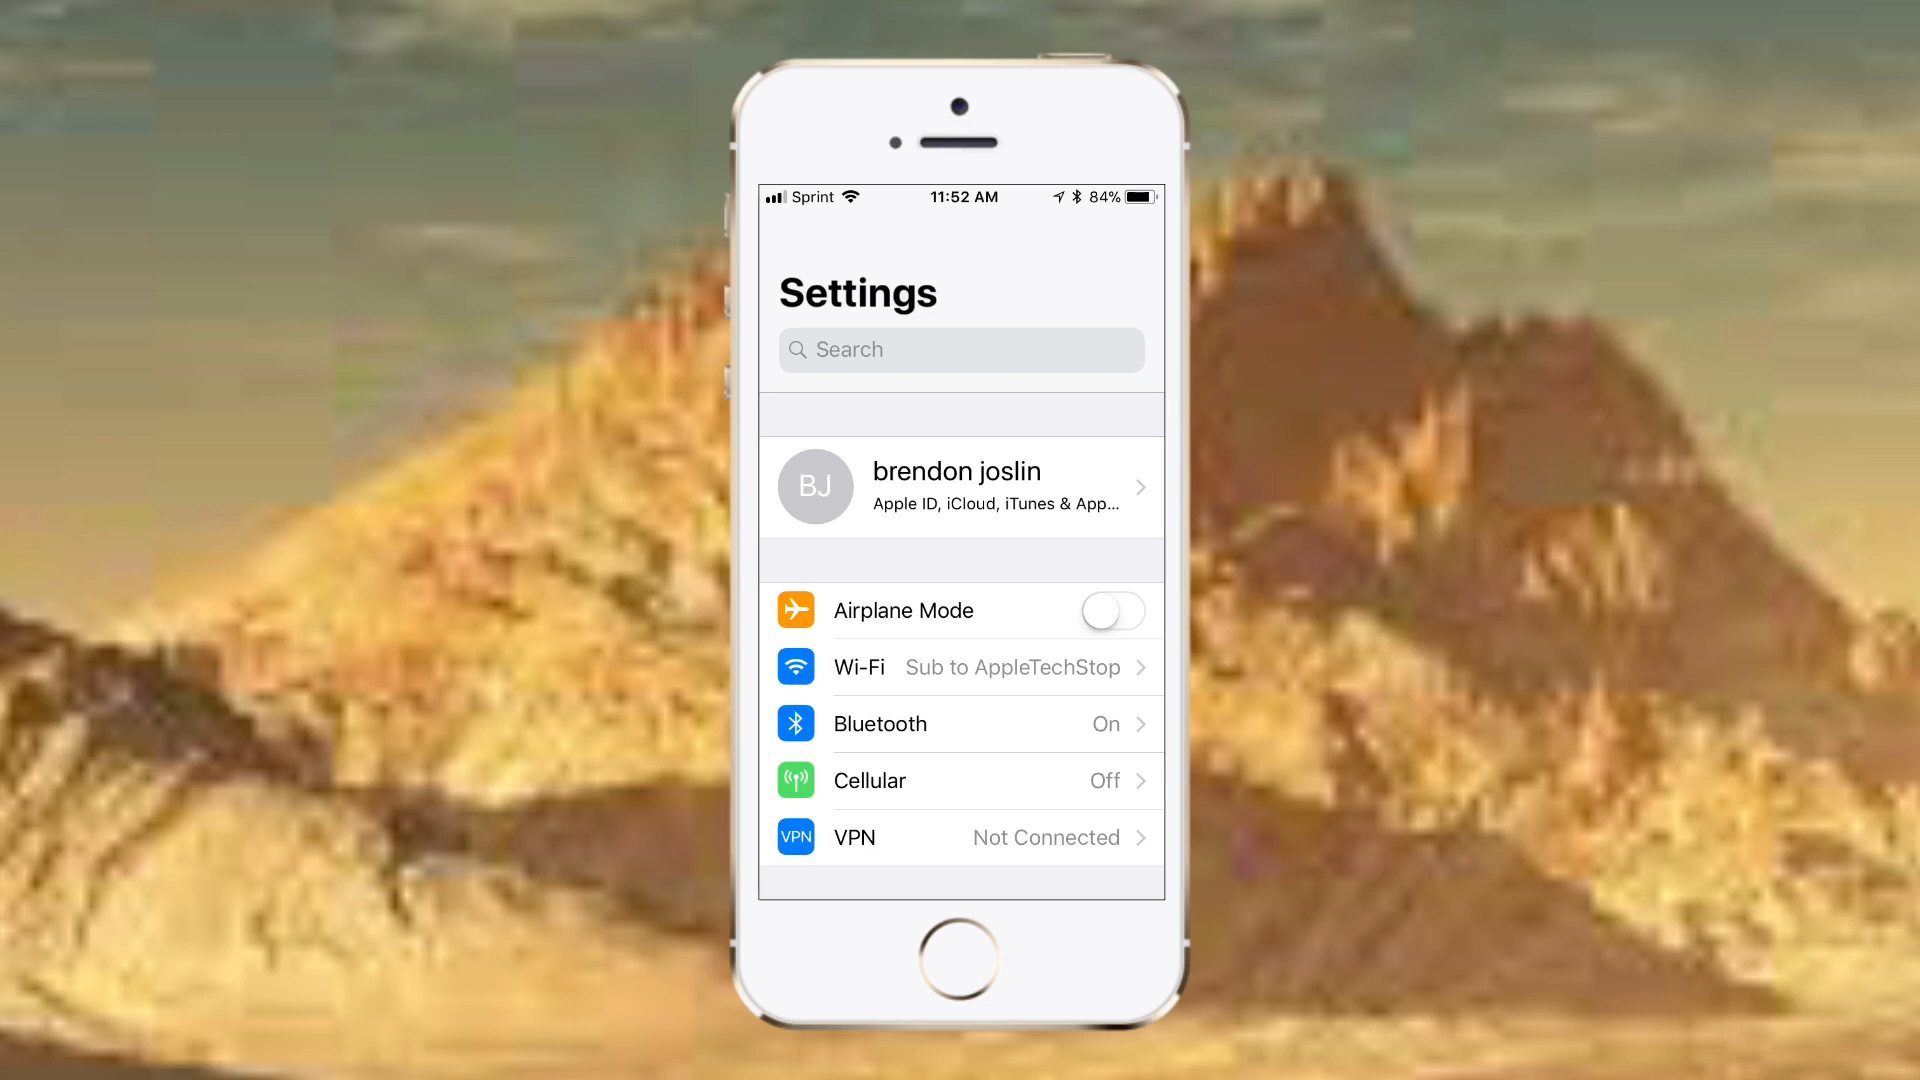 Sprint 11:52 AM 84%
Settings
Search
BJ brendon joslin
Apple ID, iCloud, iTunes & App...
Airplane Mode
Wi-Fi Sub to AppleTechStop
Bluetooth On
Cellular Off
VPN VPN Not Connected